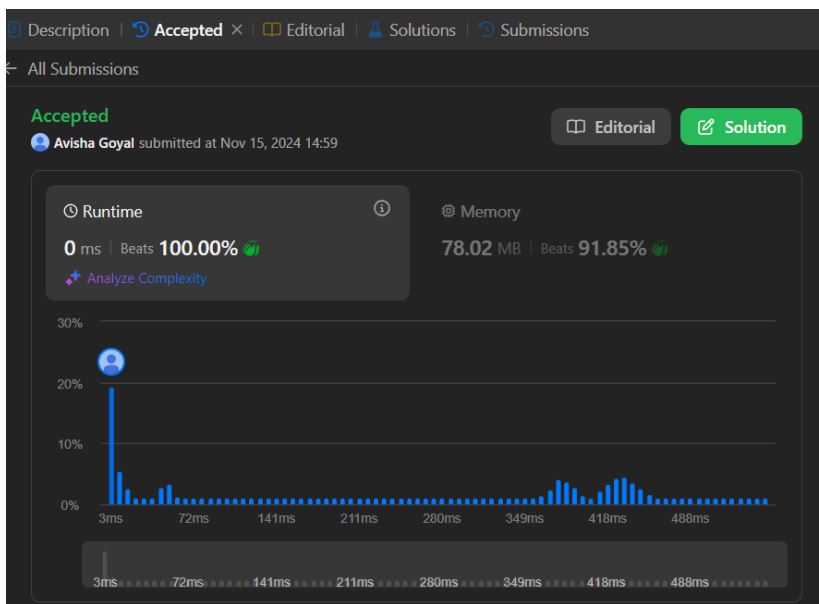 Description | Accepted × | Editorial | Solutions | Submissions
← All Submissions
Accepted
Editorial
Solution
Avisha Goyal submitted at Nov 15, 2024 14:59
Runtime
Memory
0 ms | Beats 100.00%
78.02 MB | Beats 91.85%
Analyze Complexity
30%
20%
10%
0%
3ms 72ms 141ms 211ms 280ms 349ms 418ms 488ms
3ms 72ms 141ms 211ms 280ms 349ms 418ms 488ms